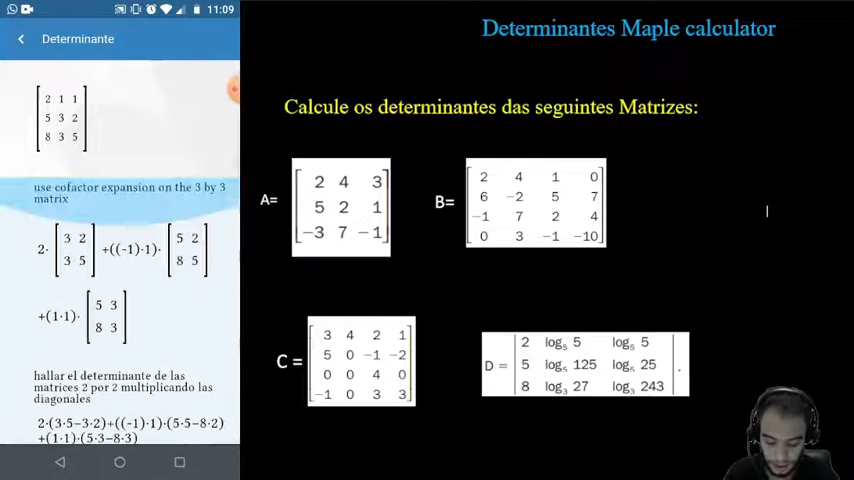 11:09
Determinante
2 1 1
5 3 2
8 3 5
use cofactor expansion on the 3 by 3
matrix
2· [3 2] +((-1)·1)· [5 2]
[3 5] [8 5]
+(1·1)· [5 3]
[8 3]
hallar el determinante de las
matrices 2 por 2 multiplicando las
diagonales
2·(3·5-3·2)+((-1)·1)·(5·5-8·2)
+(1·1)·(5·3-8·3)
Determinantes Maple calculator
Calcule os determinantes das seguintes Matrizes:
A=
2 4 3
5 2 1
-3 7 -1
B=
2 4 1 0
6 -2 5 7
-1 7 2 4
0 3 -1 -10
C =
3 4 2 1
5 0 -1 -2
0 0 4 0
-1 0 3 3
D =
2 log₅ 5 log₅ 5
5 log₅ 125 log₅ 25
8 log₃ 27 log₃ 243
.